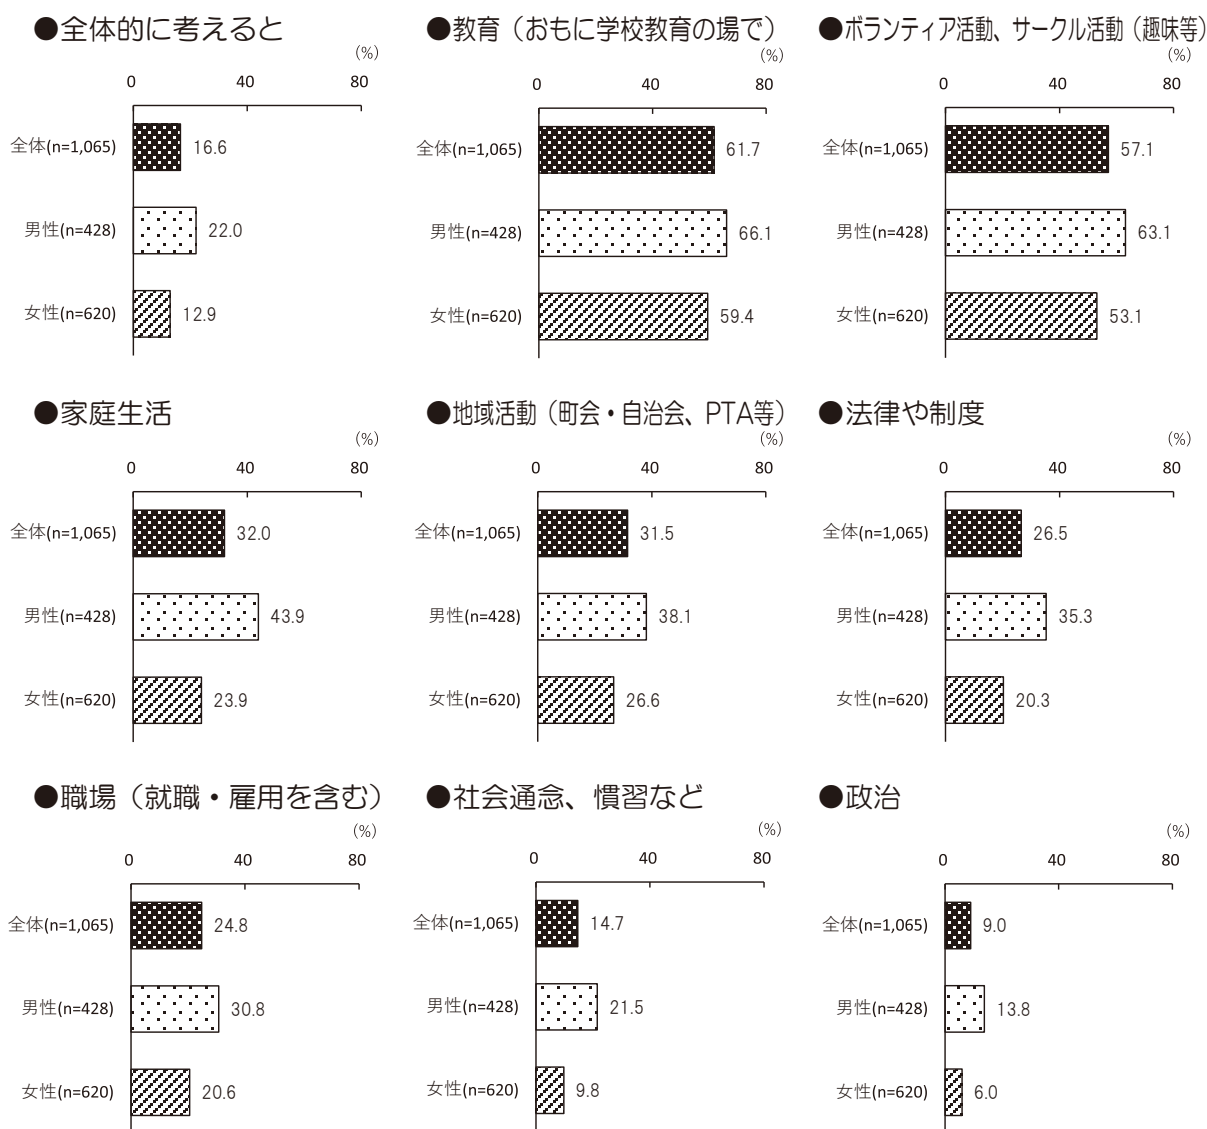 ●全体的に考えると
(%)
0 40 80
全体(n=1,065) 16.6
男性(n=428) 22.0
女性(n=620) 12.9
●教育（おもに学校教育の場で）
(%)
0 40 80
全体(n=1,065) 61.7
男性(n=428) 66.1
女性(n=620) 59.4
●ボランティア活動、サークル活動（趣味等）
(%)
0 40 80
全体(n=1,065) 57.1
男性(n=428) 63.1
女性(n=620) 53.1
●家庭生活
(%)
0 40 80
全体(n=1,065) 32.0
男性(n=428) 43.9
女性(n=620) 23.9
●地域活動（町会・自治会、PTA等）
(%)
0 40 80
全体(n=1,065) 31.5
男性(n=428) 38.1
女性(n=620) 26.6
●法律や制度
(%)
0 40 80
全体(n=1,065) 26.5
男性(n=428) 35.3
女性(n=620) 20.3
●職場（就職・雇用を含む）
(%)
0 40 80
全体(n=1,065) 24.8
男性(n=428) 30.8
女性(n=620) 20.6
●社会通念、慣習など
(%)
0 40 80
全体(n=1,065) 14.7
男性(n=428) 21.5
女性(n=620) 9.8
●政治
(%)
0 40 80
全体(n=1,065) 9.0
男性(n=428) 13.8
女性(n=620) 6.0